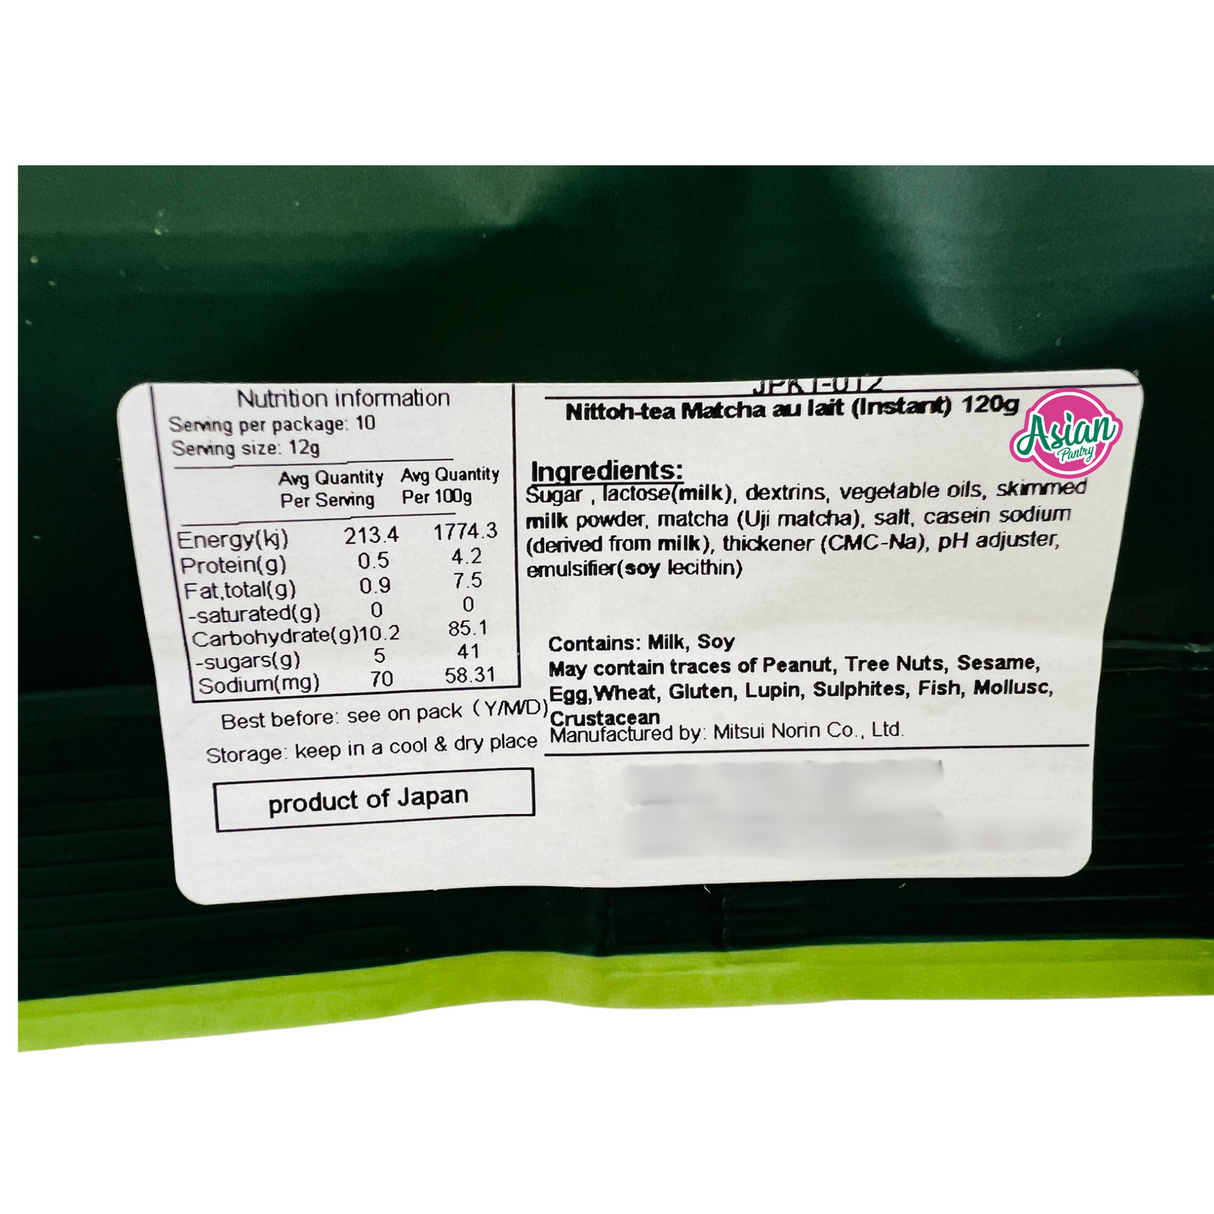 Nutrition information
Serving per package: 10
Serving size: 12g
Avg Quantity Avg Quantity
Per Serving Per 100g
Energy(kj) 213.4 1774.3
Protein(g) 0.5 4.2
Fat,total(g) 0.9 7.5
-saturated(g) 0 0
Carbohydrate(g)10.2 85.1
-sugars(g) 5 41
Sodium(mg) 70 58.31
Best before: see on pack (Y/M/D)
Storage: keep in a cool & dry place
product of Japan
Nittoh-tea Matcha au lait (Instant) 120g
Asian
Pantry
Ingredients:
Sugar , lactose(milk), dextrins, vegetable oils, skimmed
milk powder, matcha (Uji matcha), salt, casein sodium
(derived from milk), thickener (CMC-Na), pH adjuster,
emulsifier(soy lecithin)
Contains: Milk, Soy
May contain traces of Peanut, Tree Nuts, Sesame,
Egg,Wheat, Gluten, Lupin, Sulphites, Fish, Mollusc,
Crustacean
Manufactured by: Mitsui Norin Co., Ltd.